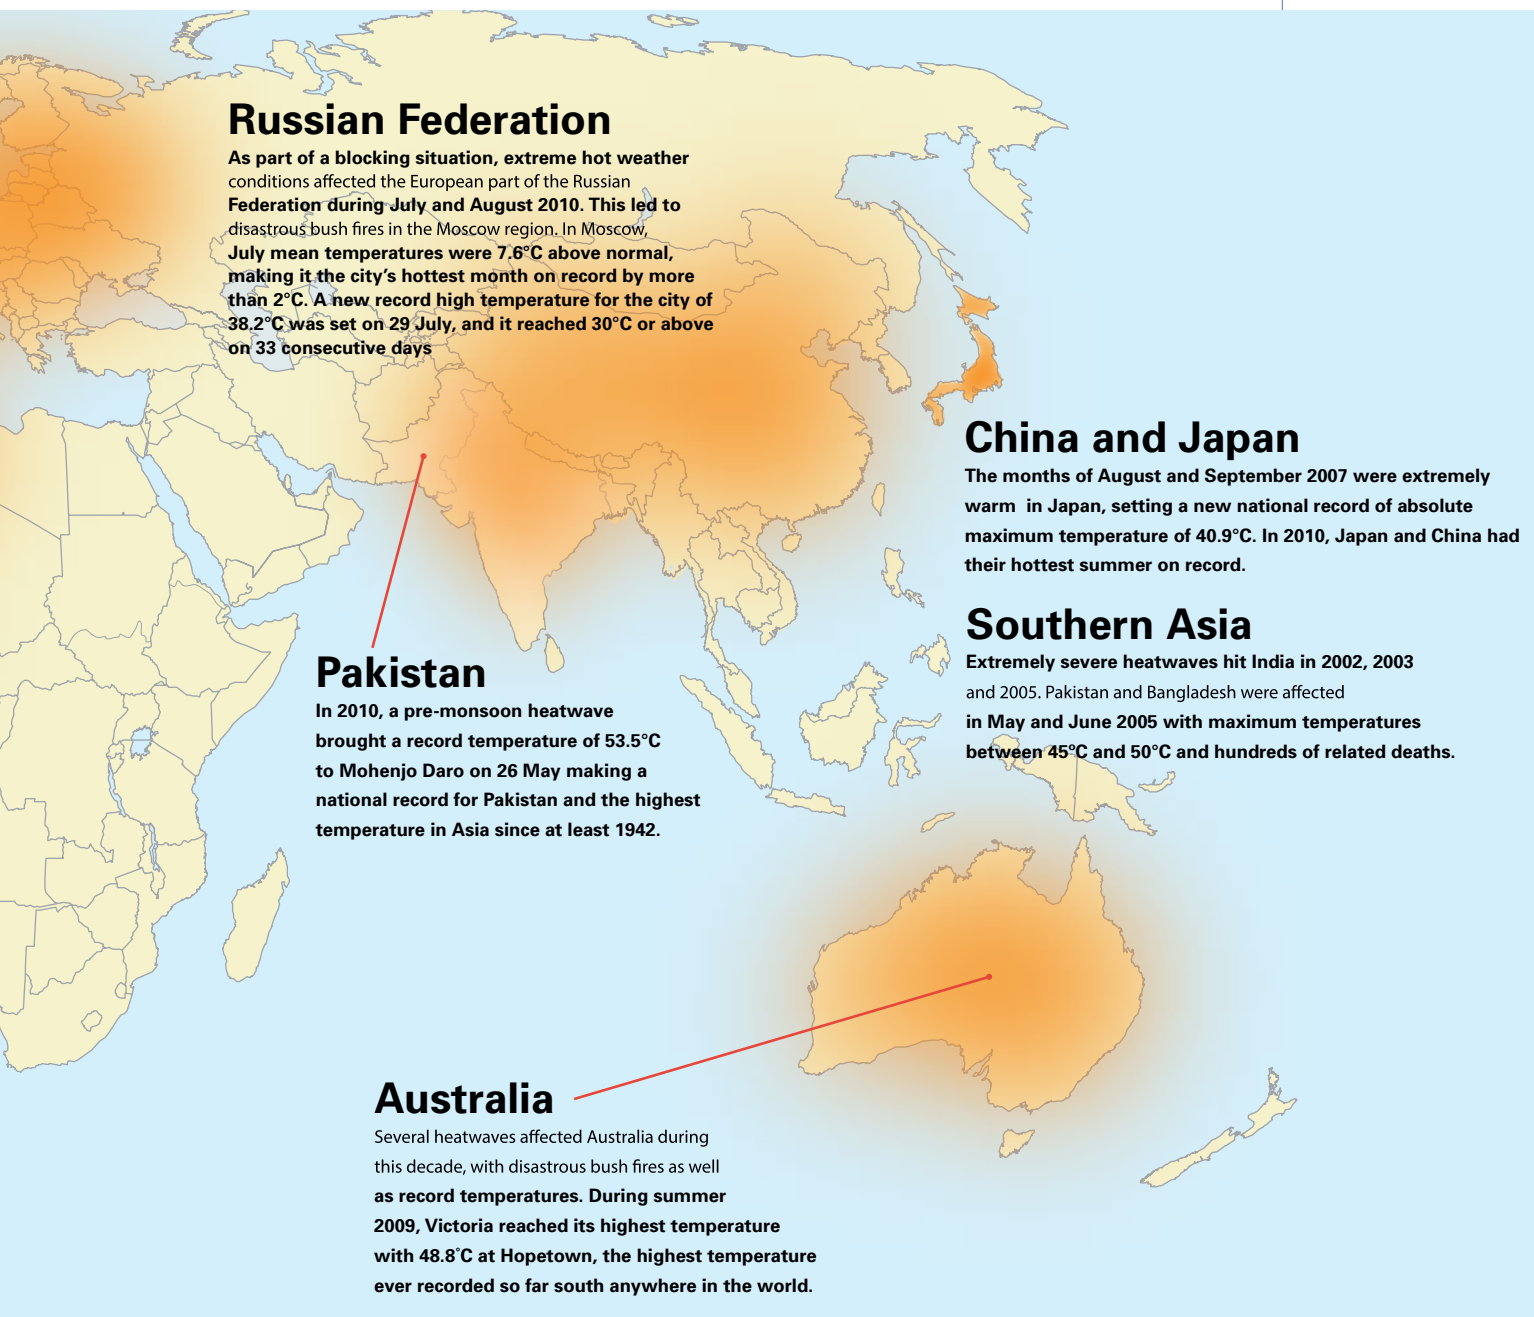 Russian Federation
As part of a blocking situation, extreme hot weather
conditions affected the European part of the Russian
Federation during July and August 2010. This led to
disastrous bush fires in the Moscow region. In Moscow,
July mean temperatures were 7.6°C above normal,
making it the city’s hottest month on record by more
than 2°C. A new record high temperature for the city of
38.2°C was set on 29 July, and it reached 30°C or above
on 33 consecutive days
China and Japan
The months of August and September 2007 were extremely
warm in Japan, setting a new national record of absolute
maximum temperature of 40.9°C. In 2010, Japan and China had
their hottest summer on record.
Southern Asia
Extremely severe heatwaves hit India in 2002, 2003
and 2005. Pakistan and Bangladesh were affected
in May and June 2005 with maximum temperatures
between 45ºC and 50°C and hundreds of related deaths.
Pakistan
In 2010, a pre-monsoon heatwave
brought a record temperature of 53.5°C
to Mohenjo Daro on 26 May making a
national record for Pakistan and the highest
temperature in Asia since at least 1942.
Australia
Several heatwaves affected Australia during
this decade, with disastrous bush fires as well
as record temperatures. During summer
2009, Victoria reached its highest temperature
with 48.8°C at Hopetown, the highest temperature
ever recorded so far south anywhere in the world.